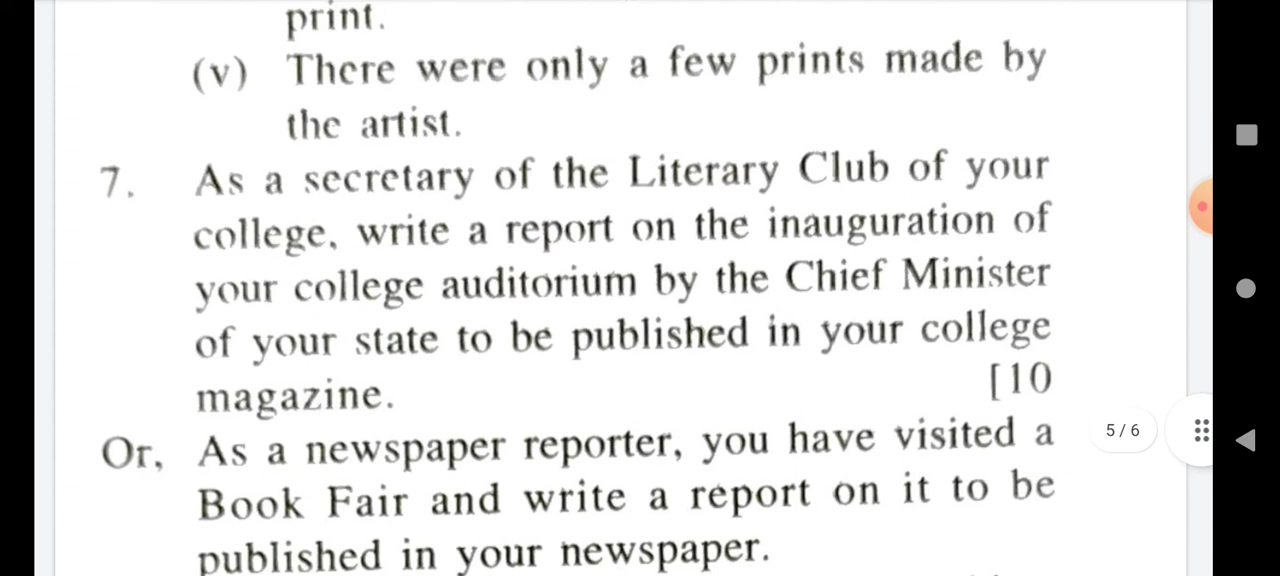 print.
(v) There were only a few prints made by
the artist.
7. As a secretary of the Literary Club of your
college, write a report on the inauguration of
your college auditorium by the Chief Minister
of your state to be published in your college
magazine. [10
Or, As a newspaper reporter, you have visited a
Book Fair and write a report on it to be
published in your newspaper.
5 / 6